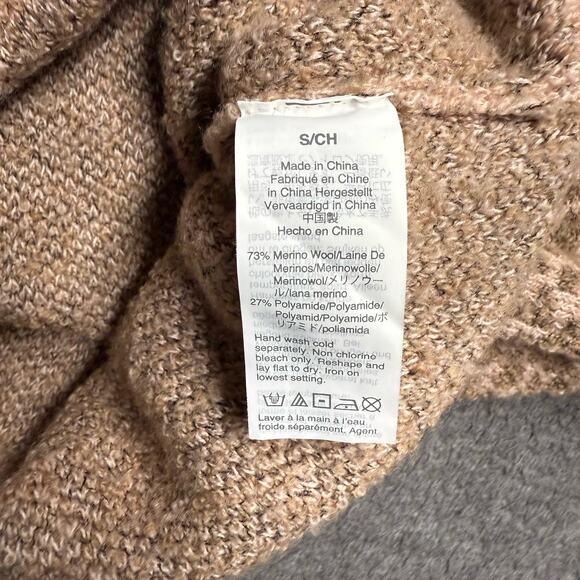 S/CH
Made in China
Fabriqué en Chine
in China Hergestellt
Vervaardigd in China
中国製
Hecho en China
73% Merino Wool/Laine De
Merinos/Merinowolle/
Merinowol/メリノウー
ル/lana merino
27% Polyamide/Polyamide/
Polyamid/Polyamide/ポ
リアミド/poliamida
Hand wash cold
separately. Non chlorine
bleach only. Reshape and
lay flat to dry. Iron on
lowest setting.
Laver à la main à l'eau
froide séparément. Agent